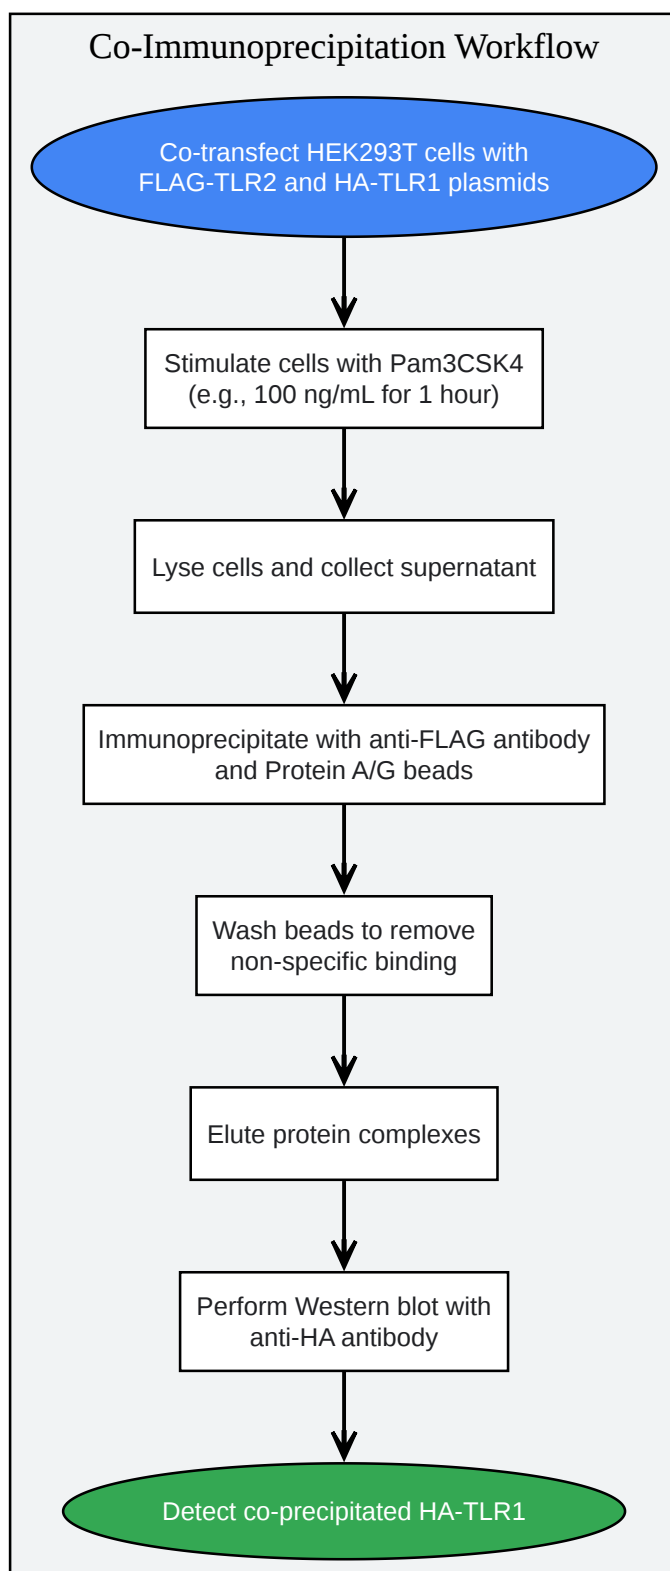 Co-Immunoprecipitation Workflow
Co-transfect HEK293T cells with
FLAG-TLR2 and HA-TLR1 plasmids
Stimulate cells with Pam3CSK4
(e.g., 100 ng/mL for 1 hour)
Lyse cells and collect supernatant
Immunoprecipitate with anti-FLAG antibody
and Protein A/G beads
Wash beads to remove
non-specific binding
Elute protein complexes
Perform Western blot with
anti-HA antibody
Detect co-precipitated HA-TLR1